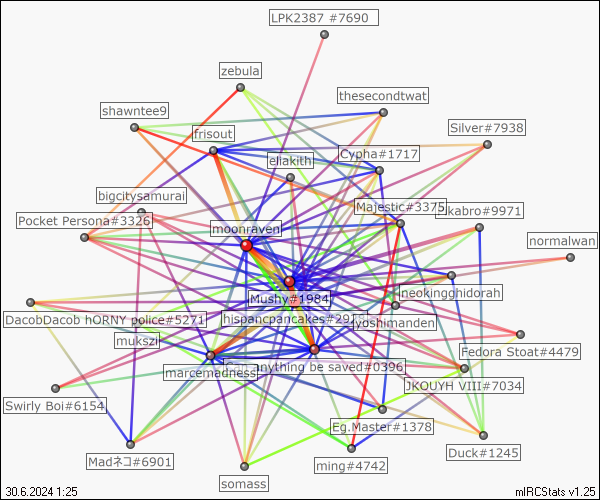 LPK2387 #7690
zebula
thesecondtwat
shawntee9
Silver#7938
frisout
Cypha#1717
eliakith
bigcitysamurai
Majestic#3375
kabro#9971
Pocket Persona#3326
moonraven
normalwan
neokingghidorah
Mushy#1984
DacobDacob HORNY police#5271
hispancpancakes#29
yoshimanden
mukszi
Fedora Stoat#4479
anything be saved#0396
marcemadness
JKOUYH VIII#7034
Swirly Boi#6154
Eg.Master#1378
Duck#1245
Madネコ#6901
ming#4742
somass
30.6.2024 1:25
mIRCStats v1.25